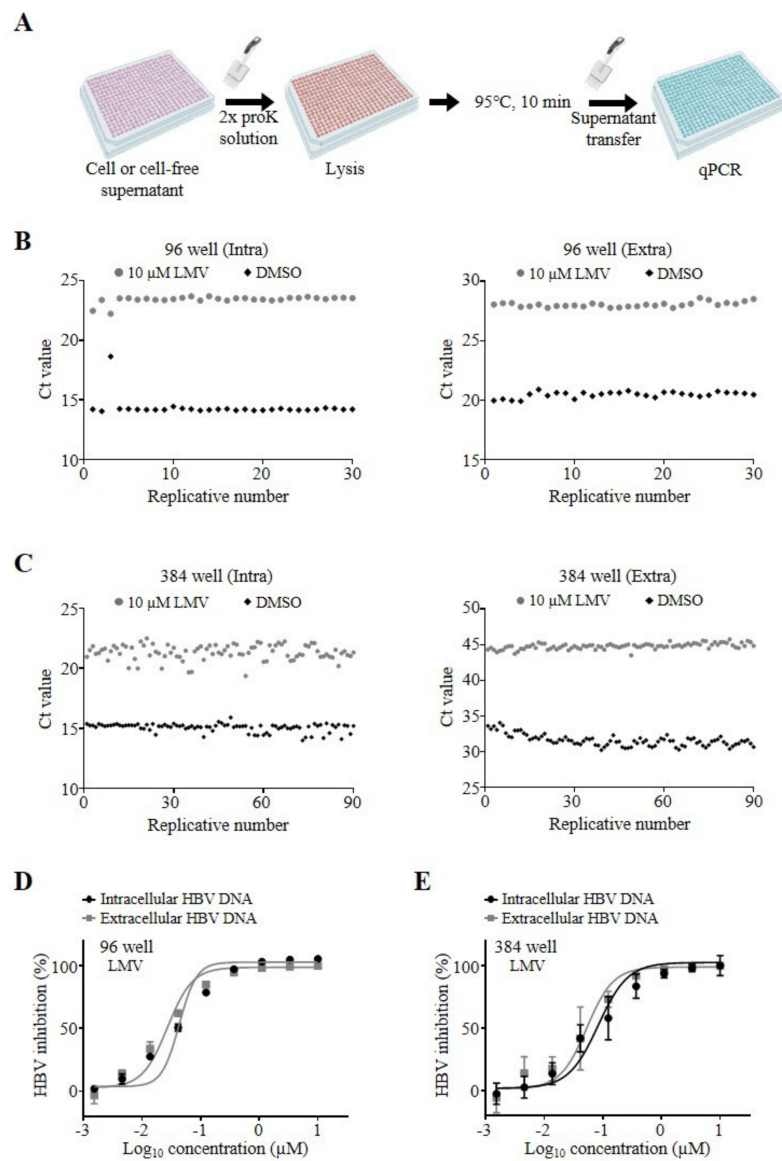 A
2x proK
solution
95°C, 10 min
Supernatant
transfer
Cell or cell-free
supernatant
Lysis
qPCR
B
96 well (Intra)
10 µM LMV
DMSO
Ct value
25
20
15
10
0
10
20
30
Replicative number
96 well (Extra)
10 µM LMV
DMSO
Ct value
30
25
20
15
0
10
20
30
Replicative number
C
384 well (Intra)
10 µM LMV
DMSO
Ct value
25
20
15
10
0
30
60
90
Replicative number
384 well (Extra)
10 µM LMV
DMSO
Ct value
50
45
35
31
25
0
30
60
90
Replicative number
D
Intracellular HBV DNA
Extracellular HBV DNA
96 well
LMV
HBV inhibition (%)
100
50
0
-3
-2
-1
0
1
Log10 concentration (µM)
E
Intracellular HBV DNA
Extracellular HBV DNA
384 well
LMV
HBV inhibition (%)
100
50
0
-3
-2
-1
0
1
Log10 concentration (µM)